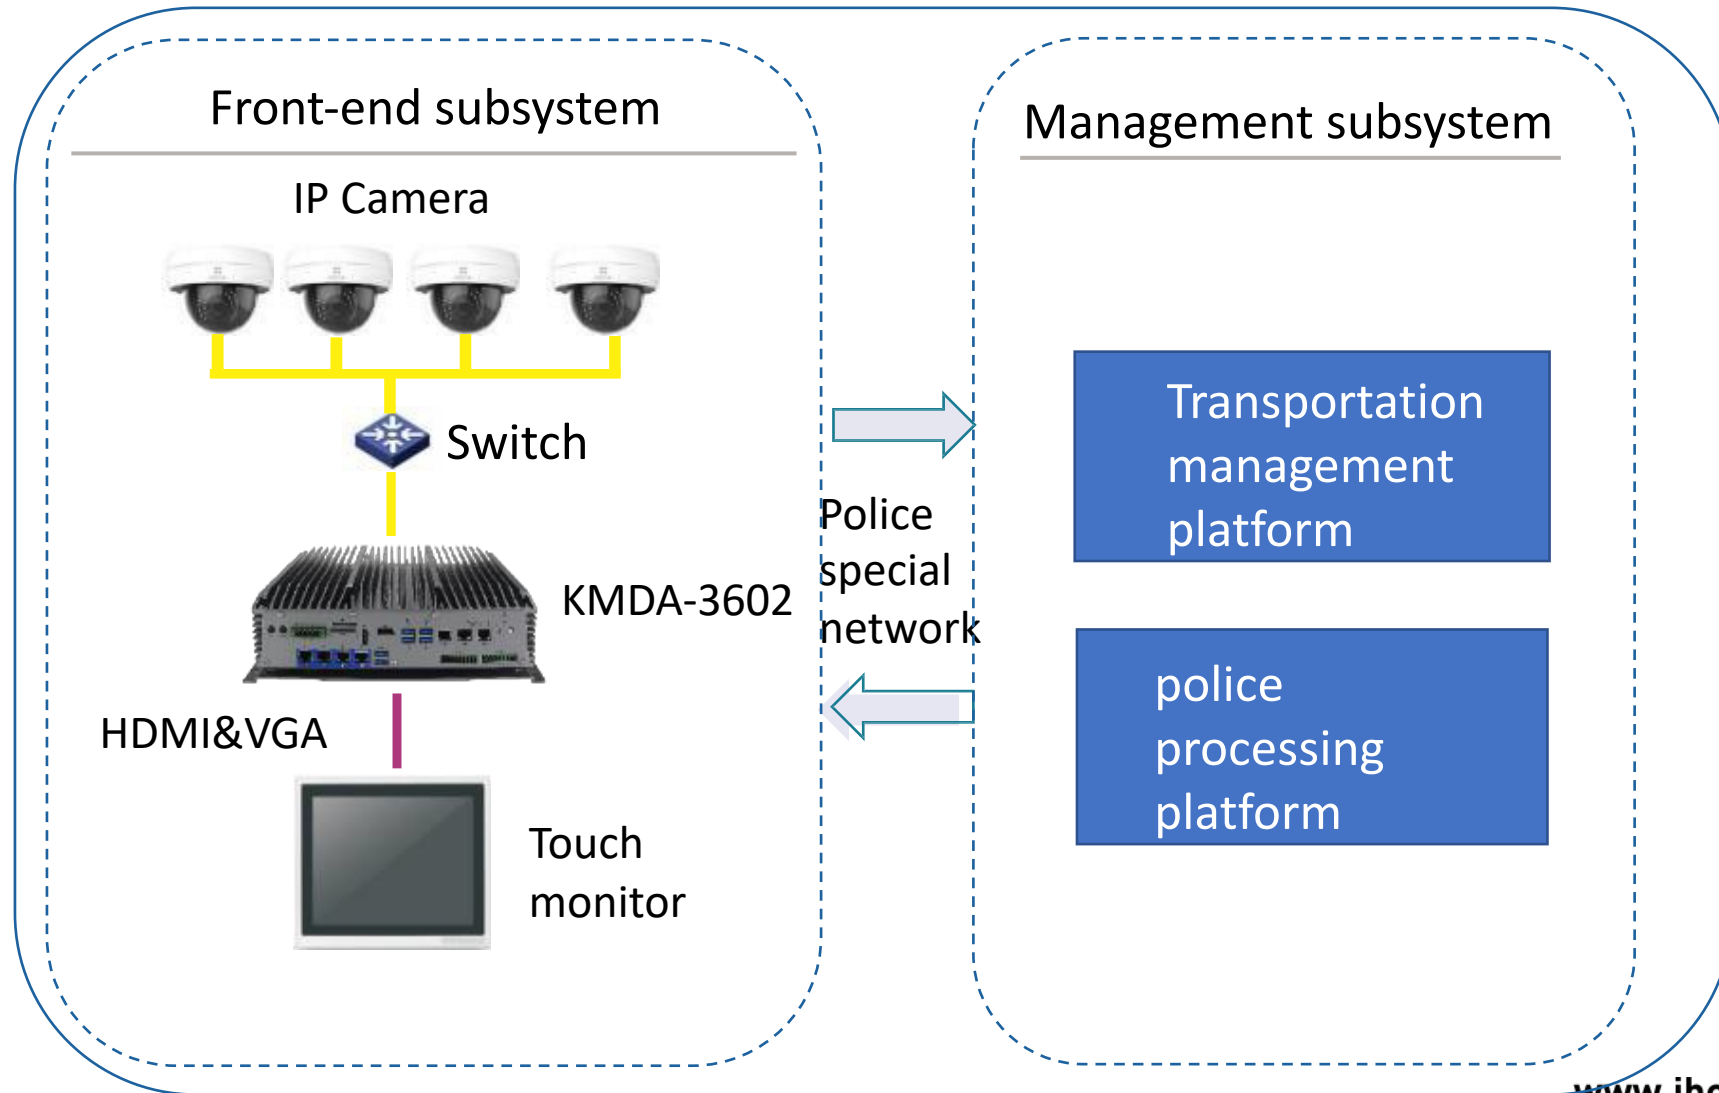 Front-end subsystem
IP Camera
Switch
KMDA-3602
HDMI&VGA
Touch
monitor
Police
special
network
Management subsystem
Transportation
management
platform
police
processing
platform